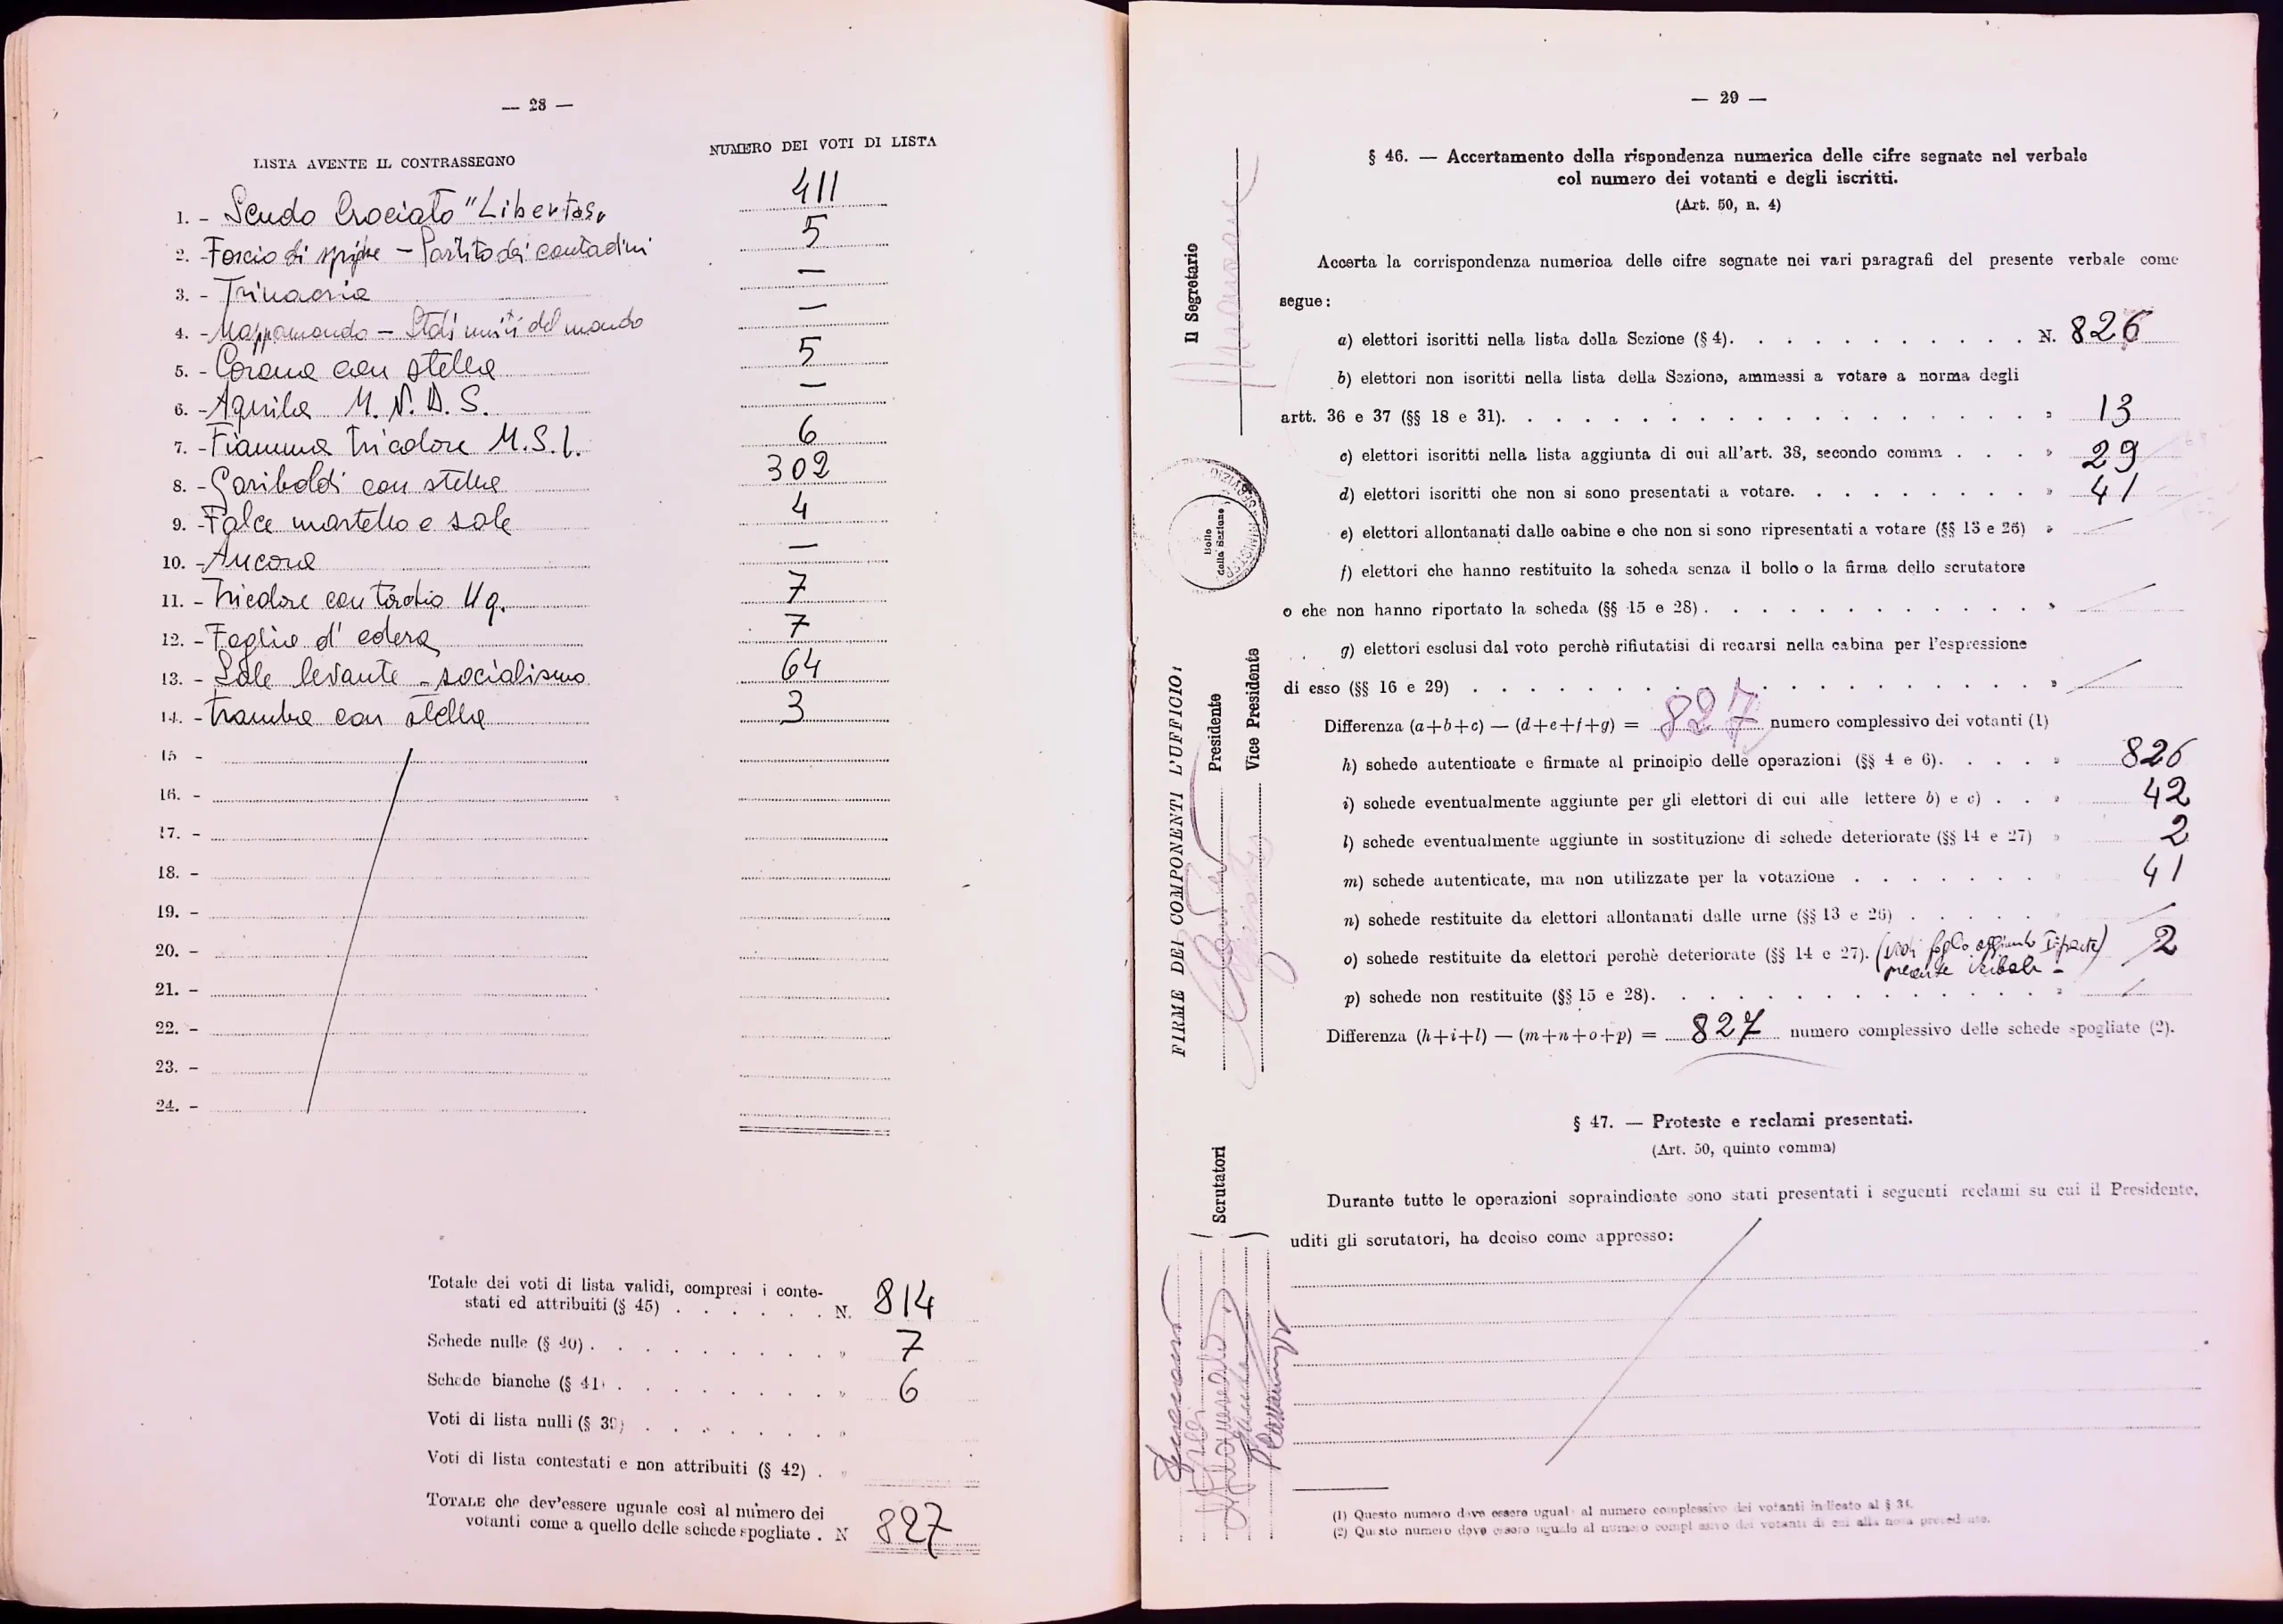 — 28 —
LISTA AVENTE IL CONTRASSEGNO
NUMERO DEI VOTI DI LISTA
1. - Scudo Crociato "Libertas" 411
2. - Fascio di spighe - Partito dei contadini 5
3. - Trinacria —
4. - Mappamondo - Stati uniti del mondo —
5. - Corona con stella 5
6. - Aquila M.N.D.S. —
7. - Fiamma tricolore M.S.I. 6
8. - Garibaldi con stella 302
9. - Falce martello e sole 4
10. - Ancora —
11. - Tricolore con torchio Uq. 7
12. - Foglia d'edera 7
13. - Sole levante - socialismo 64
14. - tromba con stella 3
15 -
16. -
17. -
18. -
19. -
20. -
21. -
22. -
23. -
24. -
Totale dei voti di lista validi, compresi i conte-
stati ed attribuiti (§ 45) . . . . . . N. 814
Schede nulle (§ 40) . . . . . . . . . » 7
Schede bianche (§ 41) . . . . . . . . » 6
Voti di lista nulli (§ 39) . . . . . . . »
Voti di lista contestati e non attribuiti (§ 42) . »
TOTALE che dev'essere uguale così al numero dei
votanti come a quello delle schede spogliate . N 827
— 29 —
§ 46. — Accertamento della rispondenza numerica delle cifre segnate nel verbale
col numero dei votanti e degli iscritti.
(Art. 50, n. 4)
Accerta la corrispondenza numerica delle cifre segnate nei vari paragrafi del presente verbale come
segue:
a) elettori iscritti nella lista della Sezione (§ 4). . . . . . . . . . . N. 826
b) elettori non iscritti nella lista della Sezione, ammessi a votare a norma degli
artt. 36 e 37 (§§ 18 e 31). . . . . . . . . . . . . . . . . . » 13
c) elettori iscritti nella lista aggiunta di cui all'art. 38, secondo comma . . . » 29
d) elettori iscritti che non si sono presentati a votare. . . . . . . . . » 41
e) elettori allontanati dalle cabine e che non si sono ripresentati a votare (§§ 13 e 26) »
f) elettori che hanno restituito la scheda senza il bollo o la firma dello scrutatore
o che non hanno riportato la scheda (§§ 15 e 28) . . . . . . . . . . . . »
g) elettori esclusi dal voto perchè rifiutatisi di recarsi nella cabina per l'espressione
di esso (§§ 16 e 29) . . . . . . . . . . . . . . . . . . . . »
Differenza (a+b+c) — (d+e+f+g) = 827 numero complessivo dei votanti (1)
h) schede autenticate e firmate al principio delle operazioni (§§ 4 e 6). . . . . » 826
i) schede eventualmente aggiunte per gli elettori di cui alle lettere b) e c) . . . » 42
l) schede eventualmente aggiunte in sostituzione di schede deteriorate (§§ 14 e 27) » 2
m) schede autenticate, ma non utilizzate per la votazione . . . . . . . » 41
n) schede restituite da elettori allontanati dalle urne (§§ 13 e 26) . . . . .
o) schede restituite da elettori perchè deteriorate (§§ 14 e 27). (vedi foglio aggiunto I parte) 2
presente verbale -
p) schede non restituite (§§ 15 e 28). . . . . . . . . . . . . . . »
Differenza (h+i+l) — (m+n+o+p) = 827 numero complessivo delle schede spogliate (2).
§ 47. — Proteste e reclami presentati.
(Art. 50, quinto comma)
Durante tutte le operazioni sopraindicate sono stati presentati i seguenti reclami su cui il Presidente,
uditi gli scrutatori, ha deciso come appresso:
(1) Questo numero deve essere uguale al numero complessivo dei votanti indicato al § 34.
(2) Questo numero deve essere uguale al numero complessivo dei votanti di cui alla nota precedente.
FIRME DEI COMPONENTI L'UFFICIO:
Il Segretario
Presidente
Vice Presidente
Scrutatori
Bollo
della Sezione